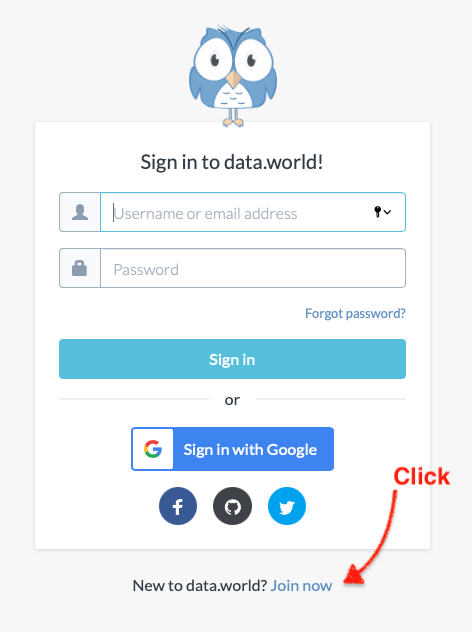 Sign in to data.world!
Username or email address
Password
Forgot password?
Sign in
or
Sign in with Google
Click
New to data.world? Join now